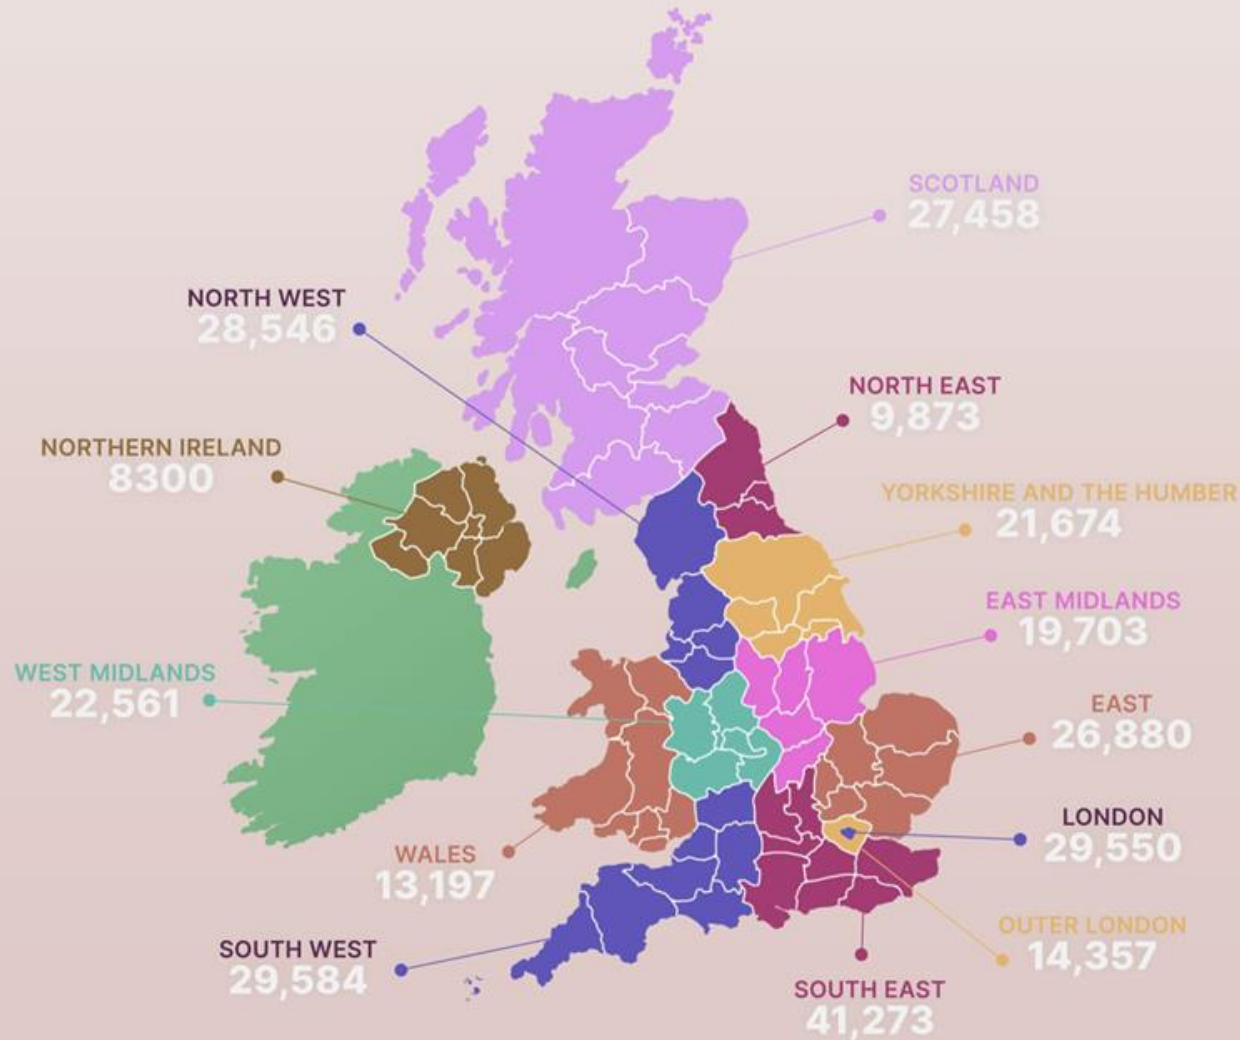 SCOTLAND
27,458
NORTH WEST
28,546
NORTH EAST
9,873
NORTHERN IRELAND
8300
YORKSHIRE AND THE HUMBER
21,674
EAST MIDLANDS
19,703
WEST MIDLANDS
22,561
EAST
26,880
LONDON
29,550
WALES
13,197
OUTER LONDON
14,357
SOUTH WEST
29,584
SOUTH EAST
41,273